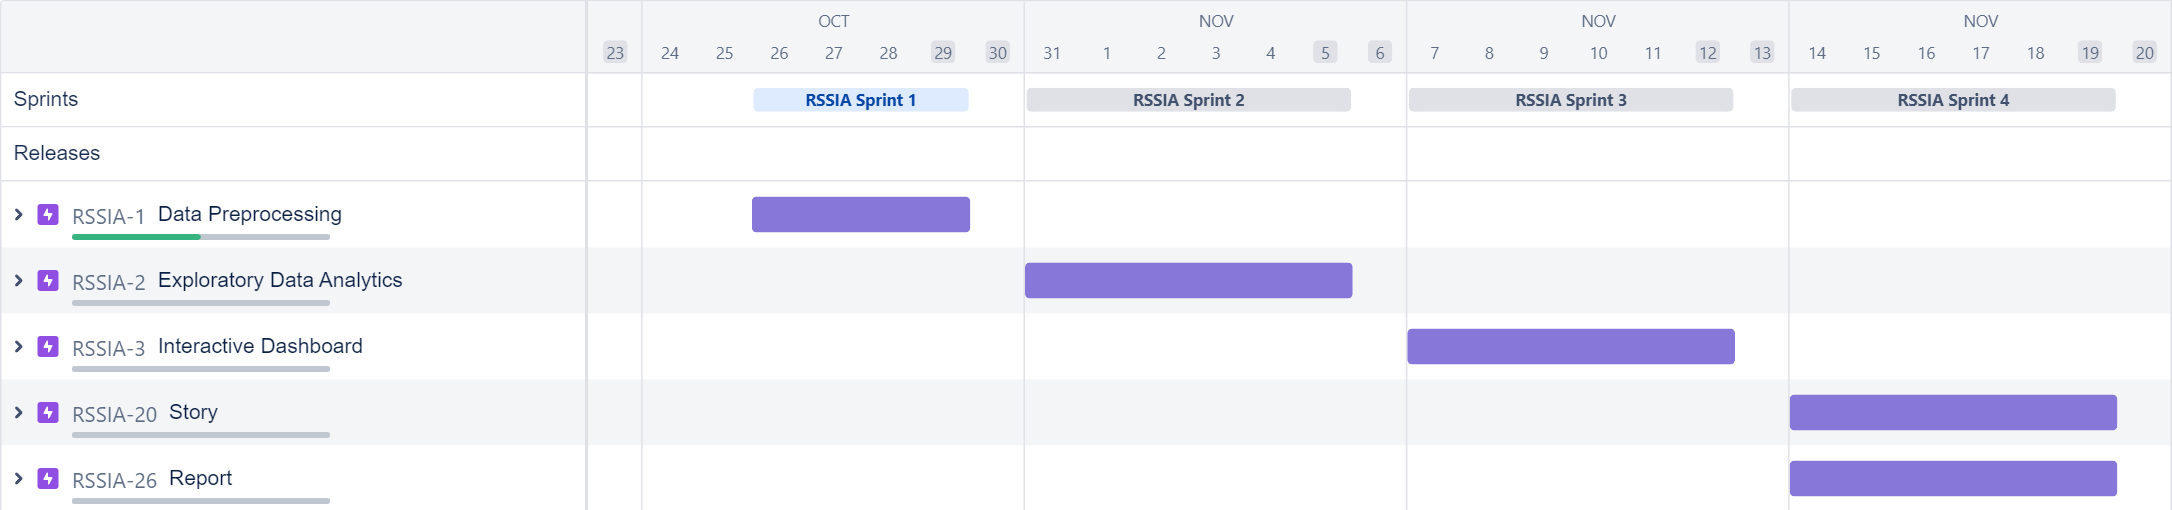 OCT NOV NOV NOV
23 24 25 26 27 28 29 30 31 1 2 3 4 5 6 7 8 9 10 11 12 13 14 15 16 17 18 19 20
Sprints RSSIA Sprint 1 RSSIA Sprint 2 RSSIA Sprint 3 RSSIA Sprint 4
Releases
RSSIA-1 Data Preprocessing
RSSIA-2 Exploratory Data Analytics
RSSIA-3 Interactive Dashboard
RSSIA-20 Story
RSSIA-26 Report